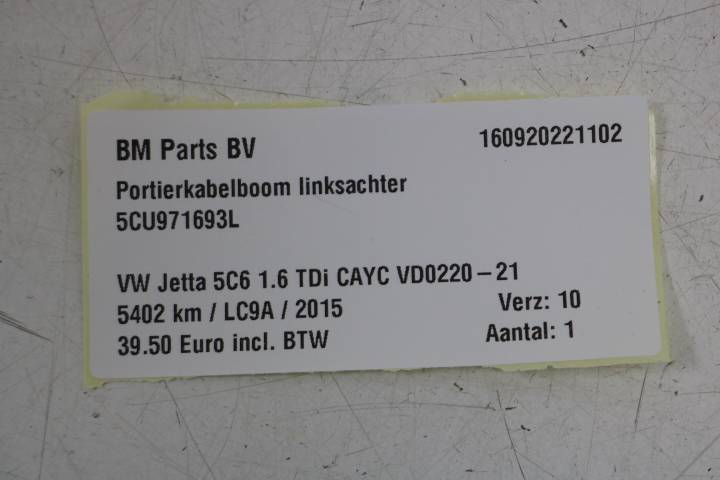 BM Parts BV 160920221102
Portierkabelboom linksachter
5CU971693L
VW Jetta 5C6 1.6 TDi CAYC VD0220-21
5402 km / LC9A / 2015 Verz: 10
39.50 Euro incl. BTW Aantal: 1